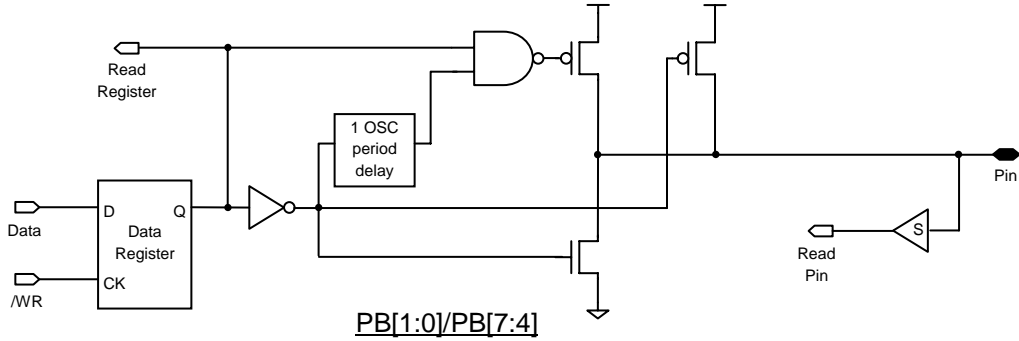 Read
Register
1 OSC
period
delay
Pin
D
Q
Data
Data
Register
S
Read
Pin
CK
/WR
PB[1:0]/PB[7:4]